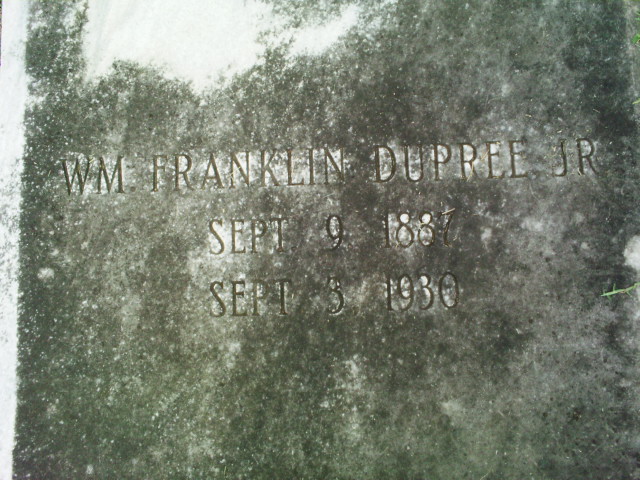 WM. FRANKLIN DUPREE JR
SEPT 9 1887
SEPT 3 1930